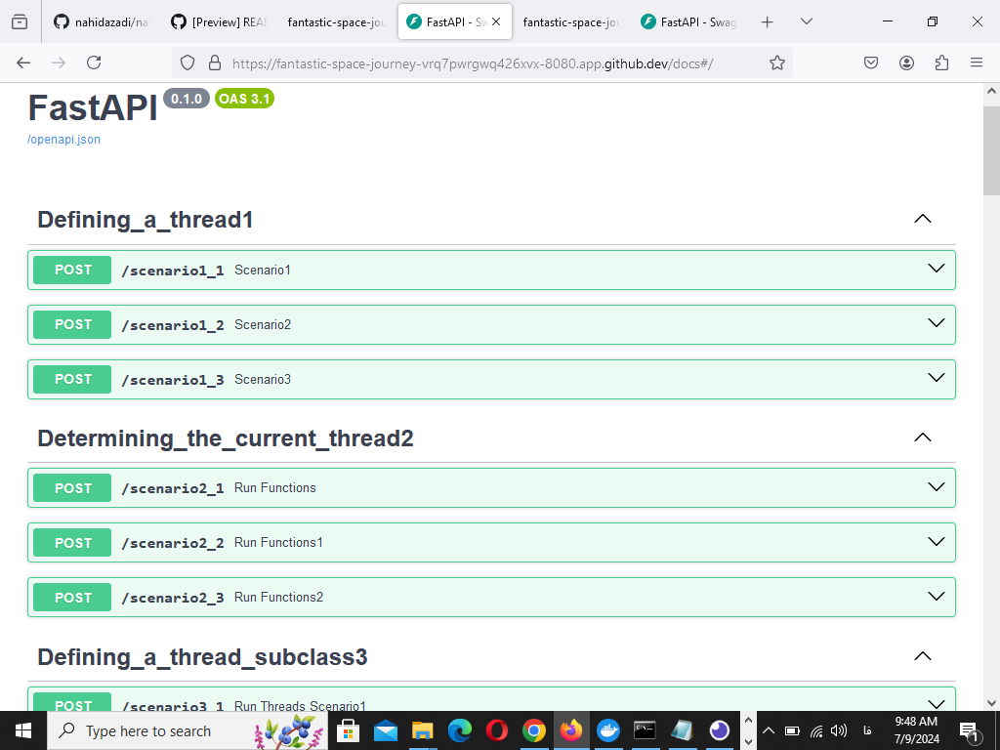 nahidazadi/na
[Preview] REA
fantastic-space-jou
FastAPI - Sw
fantastic-space-jou
FastAPI - Swag
https://fantastic-space-journey-vrq7pwrgwq426xvx-8080.app.github.dev/docs#/
FastAPI 0.1.0 OAS 3.1
/openapi.json
Defining_a_thread1
POST /scenario1_1 Scenario1
POST /scenario1_2 Scenario2
POST /scenario1_3 Scenario3
Determining_the_current_thread2
POST /scenario2_1 Run Functions
POST /scenario2_2 Run Functions1
POST /scenario2_3 Run Functions2
Defining_a_thread_subclass3
POST /scenario3_1 Run Threads Scenario1
Type here to search
فا
9:48 AM
7/9/2024
1